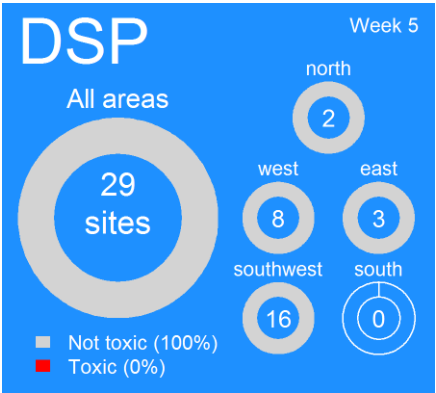 DSP
Week 5
All areas
29
sites
north
2
west
8
east
3
southwest
16
south
0
Not toxic (100%)
Toxic (0%)